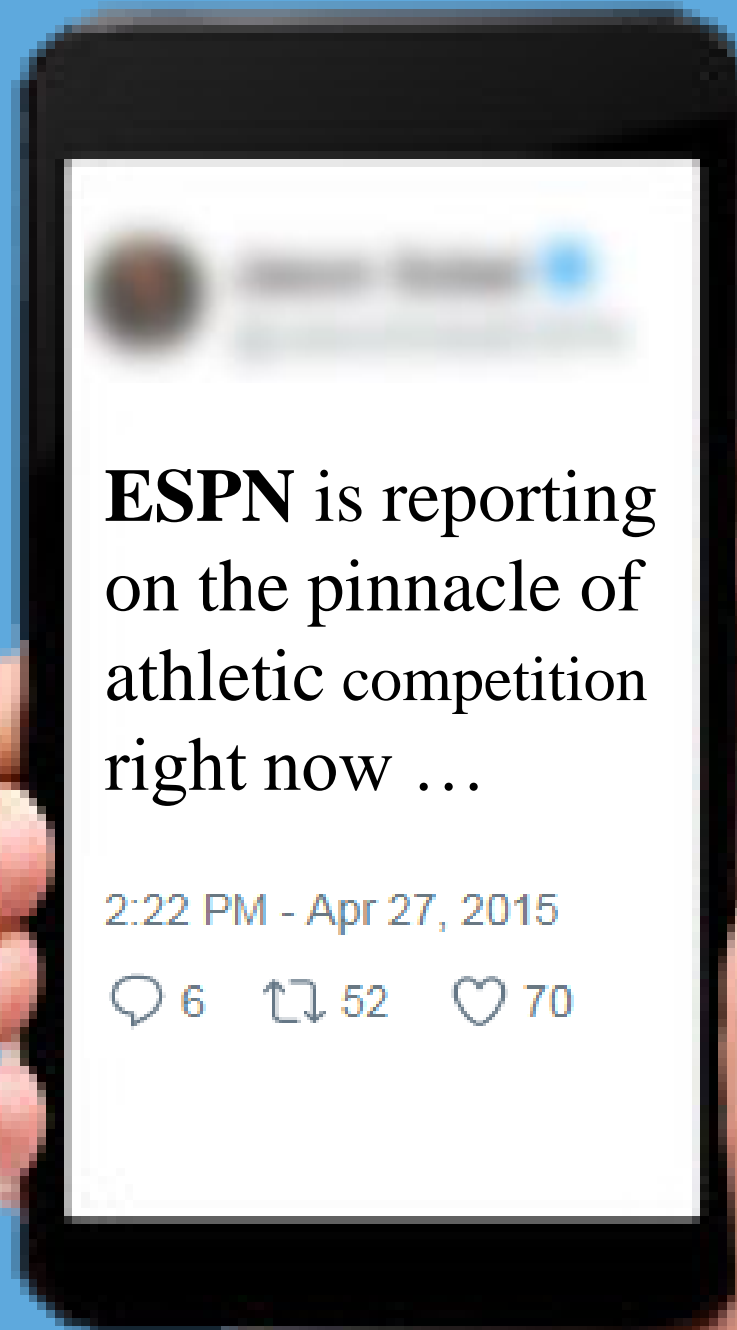 ESPN is reporting
on the pinnacle of
athletic competition
right now …
2:22 PM - Apr 27, 2015
6 52 70